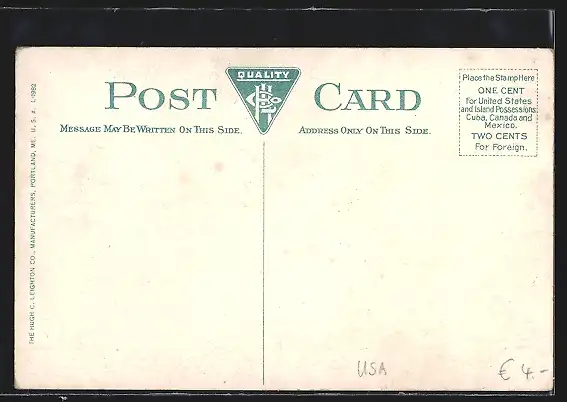 POST CARD
QUALITY
MESSAGE MAY BE WRITTEN ON THIS SIDE.
ADDRESS ONLY ON THIS SIDE.
Place the Stamp Here
ONE CENT
For United States
and Island Possessions
Cuba, Canada and
Mexico.
TWO CENTS
For Foreign.
THE HUGH C. LEIGHTON CO., MANUFACTURERS, PORTLAND, ME. U. S. A. L-1962
USA
€ 4.-